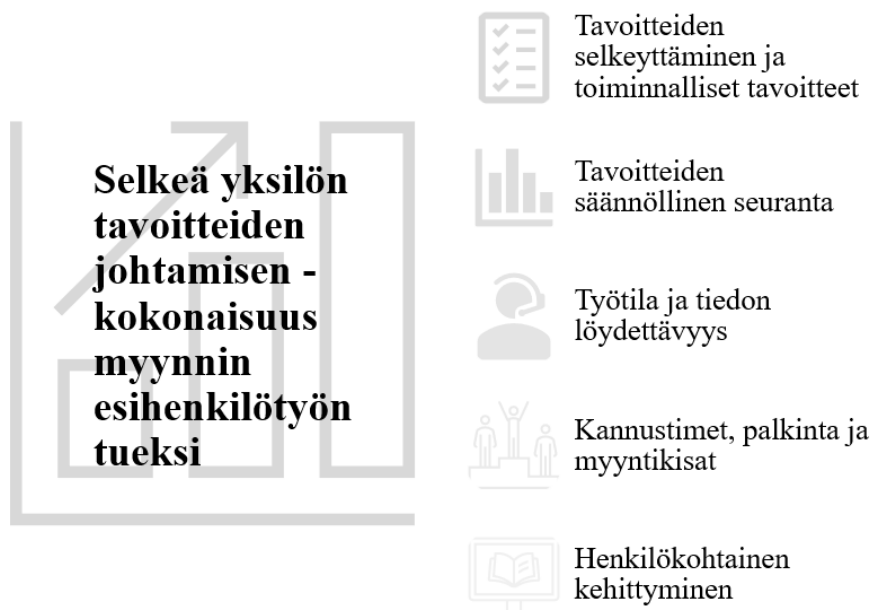 Selkeä yksilön
tavoitteiden
johtamisen -
kokonaisuus
myynnin
esihenkilötyön
tueksi
Tavoitteiden
selkeyttäminen ja
toiminnalliset tavoitteet
Tavoitteiden
säännöllinen seuranta
Työtila ja tiedon
löydettävyys
Kannustimet, palkinta ja
myyntikisat
Henkilökohtainen
kehittyminen